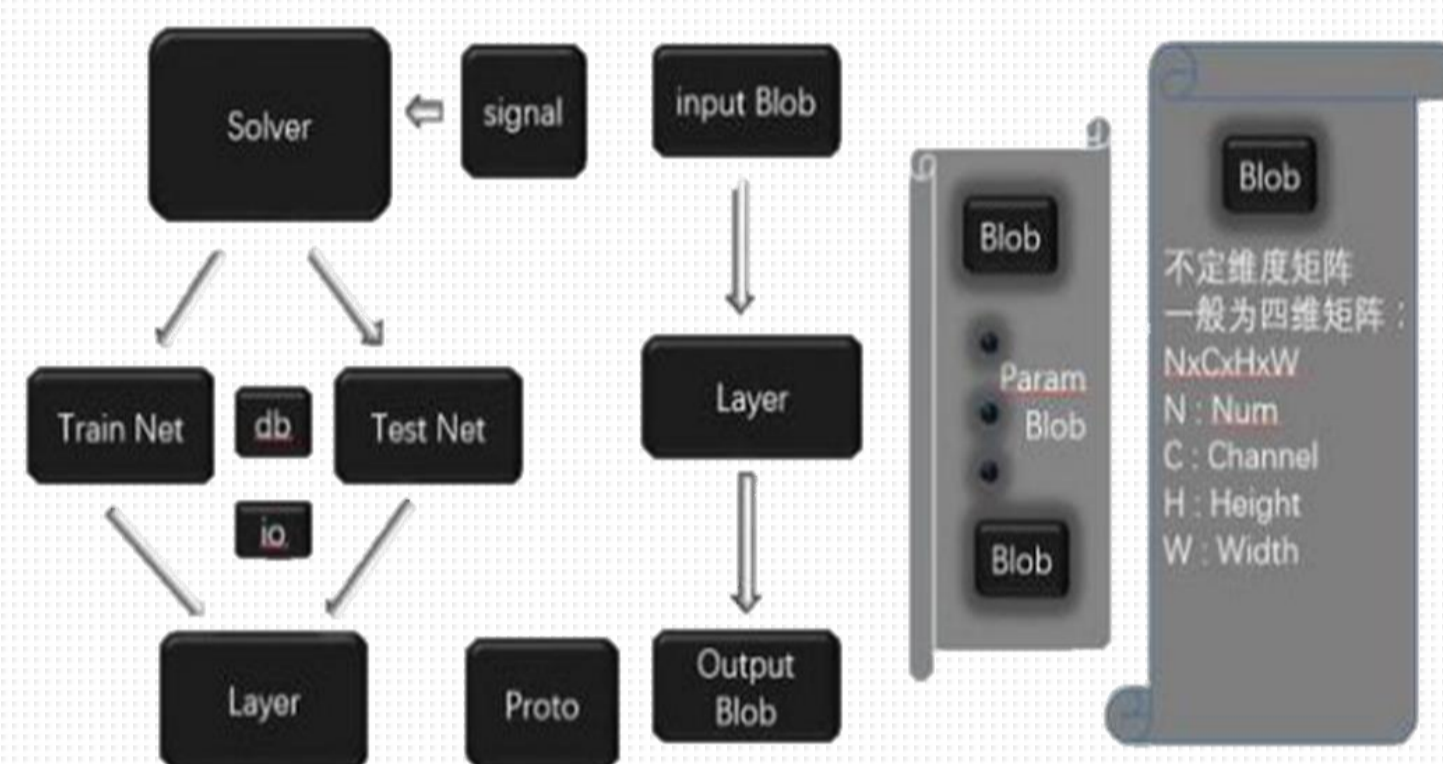 Solver
signal
input Blob
Train Net
db
Test Net
io
Layer
Proto
Layer
Output
Blob
Blob
Param
Blob
Blob
Blob
不定维度矩阵
一般为四维矩阵：
NxCxHxW
N : Num
C : Channel
H : Height
W : Width